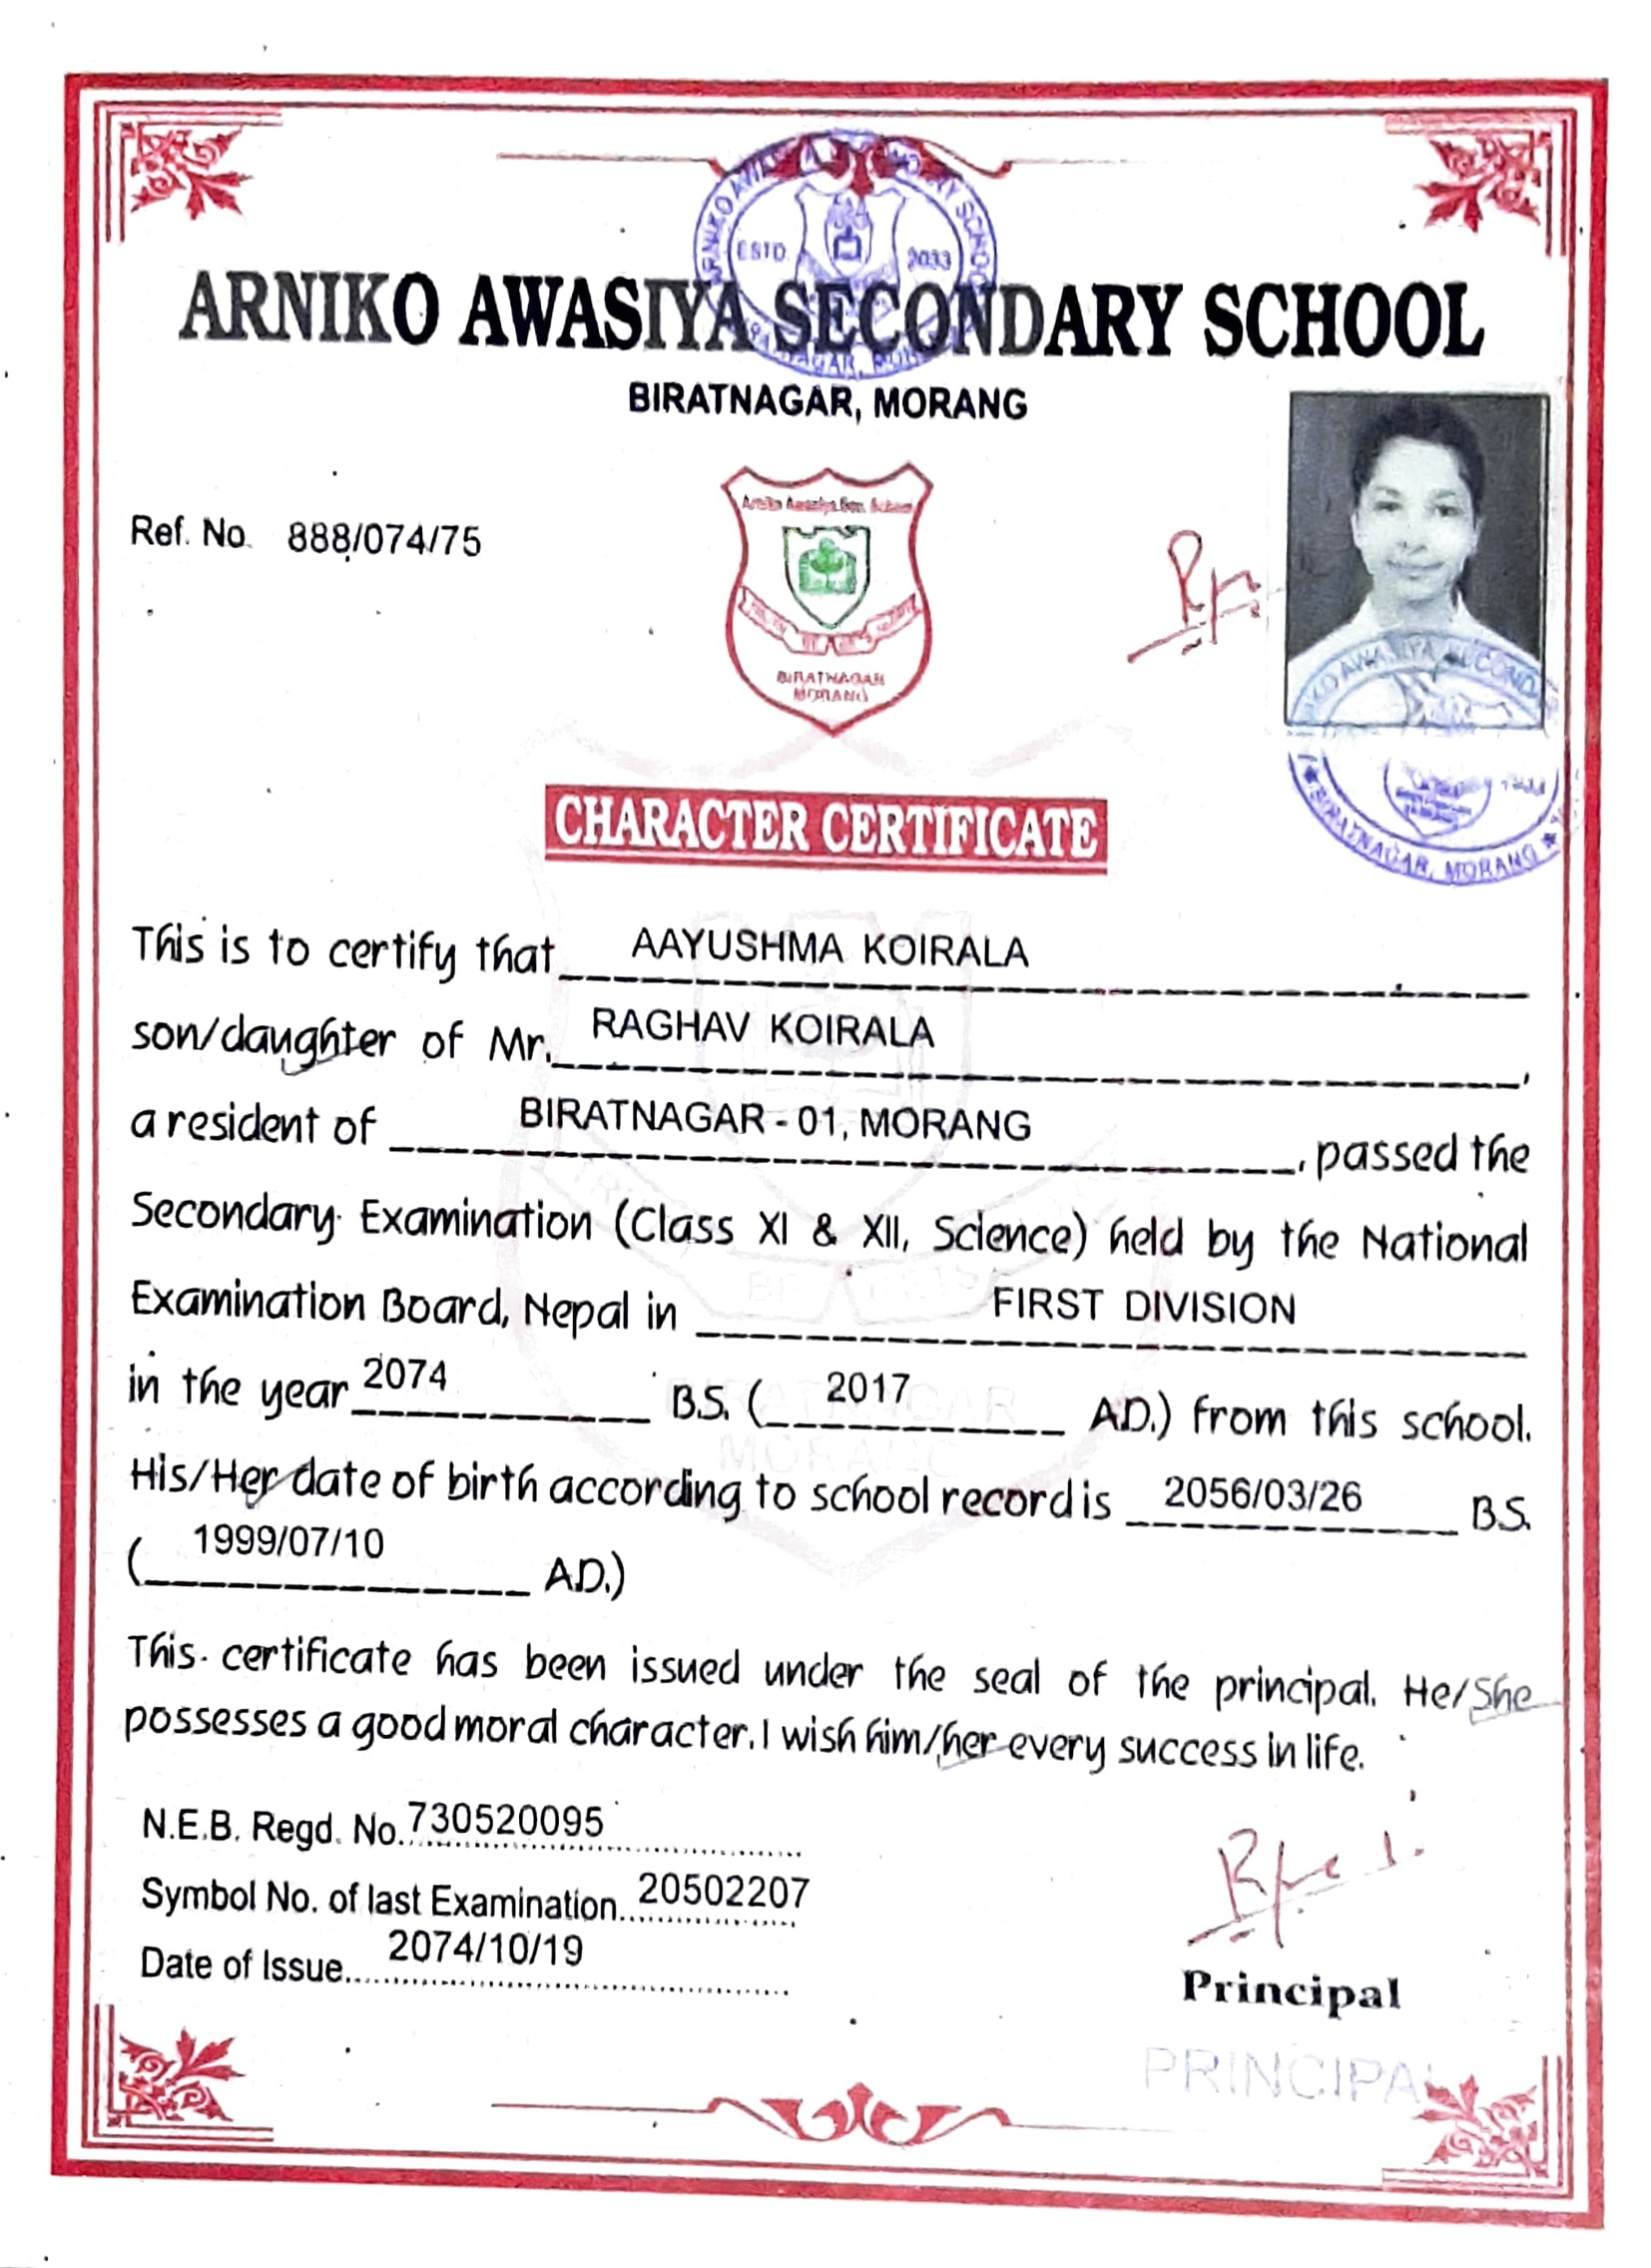 ARNIKO AWASIYA SECONDARY SCHOOL
ESTD. 2033
BIRATNAGAR, MORANG
Ref. No. 888/074/75
Arniko Awasiya Sec. School
BIRATNAGAR
MORANG
BIRATNAGAR, MORANG
CHARACTER CERTIFICATE
This is to certify that AAYUSHMA KOIRALA
son/daughter of Mr. RAGHAV KOIRALA,
a resident of BIRATNAGAR - 01, MORANG, passed the
Secondary Examination (Class XI & XII, Science) held by the National
Examination Board, Nepal in FIRST DIVISION
in the year 2074 B.S. ( 2017 A.D.) from this school.
His/Her date of birth according to school record is 2056/03/26 B.S.
( 1999/07/10 A.D.)
This certificate has been issued under the seal of the principal. He/She
possesses a good moral character. I wish him/her every success in life.
N.E.B. Regd. No. 730520095
Symbol No. of last Examination 20502207
Date of Issue 2074/10/19
Principal
PRINCIPAL